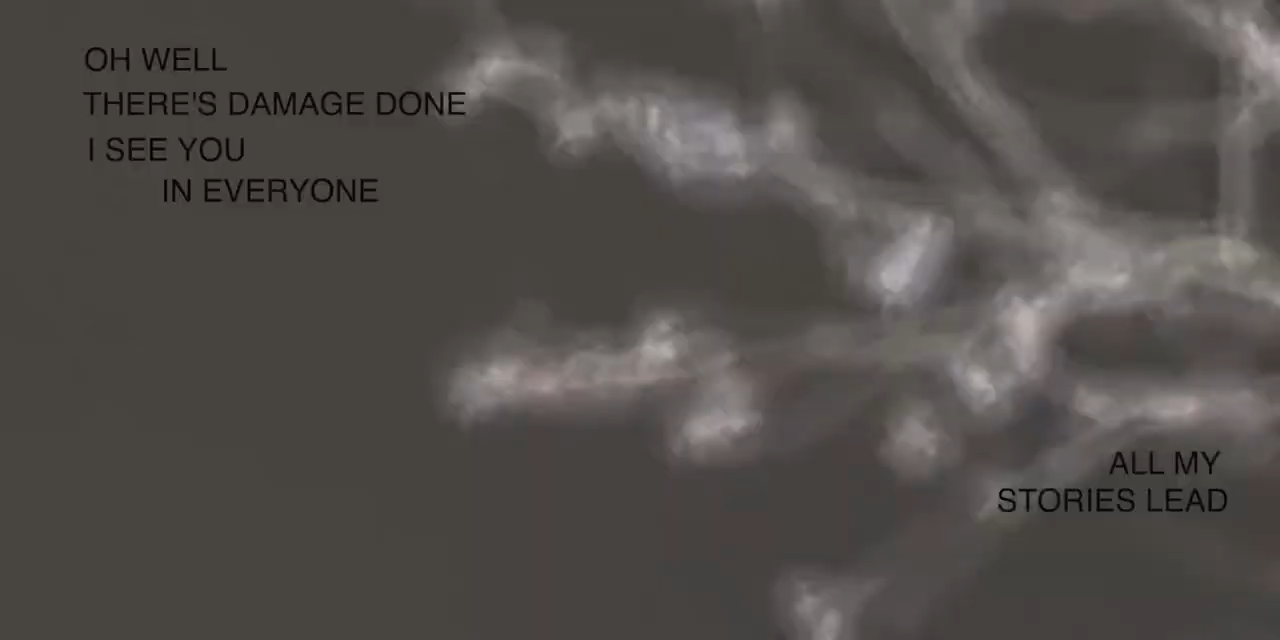 OH WELL
THERE'S DAMAGE DONE
I SEE YOU
IN EVERYONE
ALL MY
STORIES LEAD